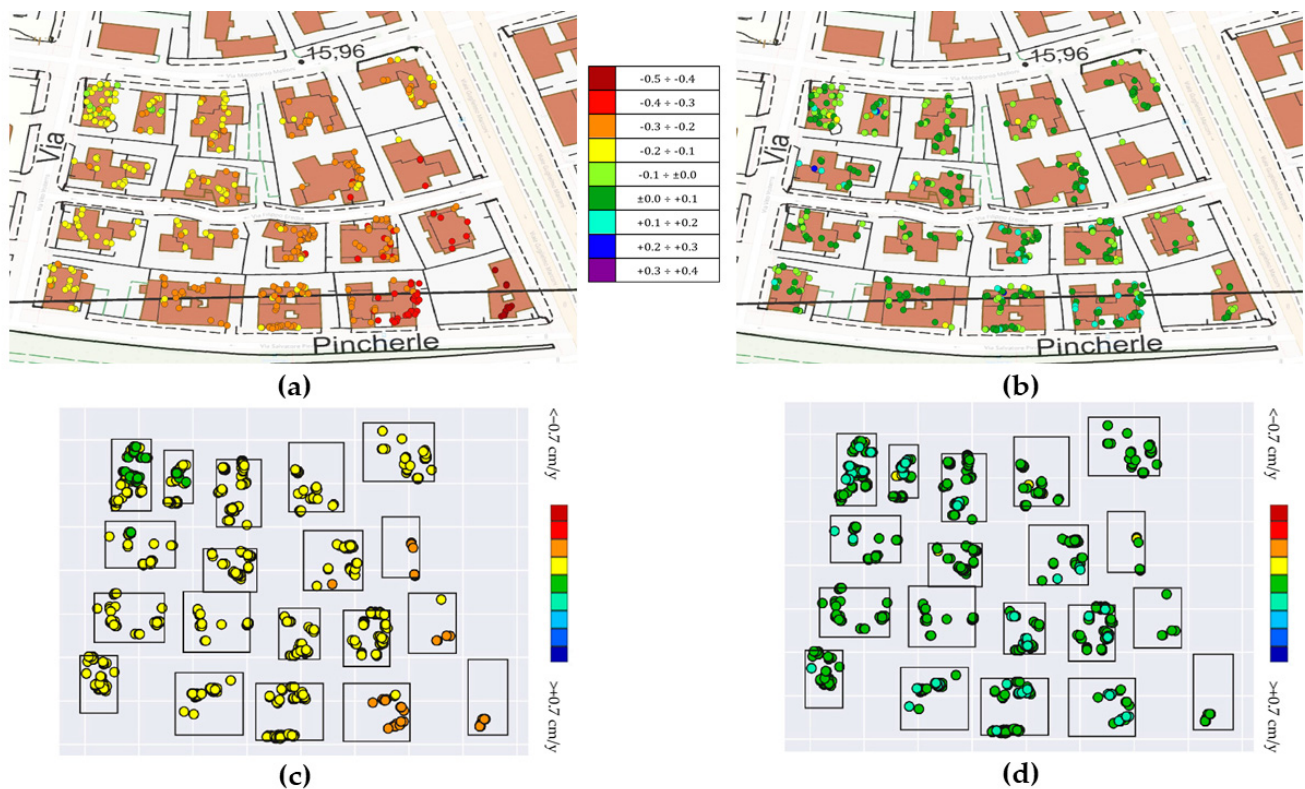 15,96
Via
Pincherle
(a)
-0.5 ÷ -0.4
-0.4 ÷ -0.3
-0.3 ÷ -0.2
-0.2 ÷ -0.1
-0.1 ÷ ±0.0
±0.0 ÷ +0.1
+0.1 ÷ +0.2
+0.2 ÷ +0.3
+0.3 ÷ +0.4
15,96
Via
Pincherle
(b)
<-0.7 cm/y
>+0.7 cm/y
(c)
<-0.7 cm/y
>+0.7 cm/y
(d)